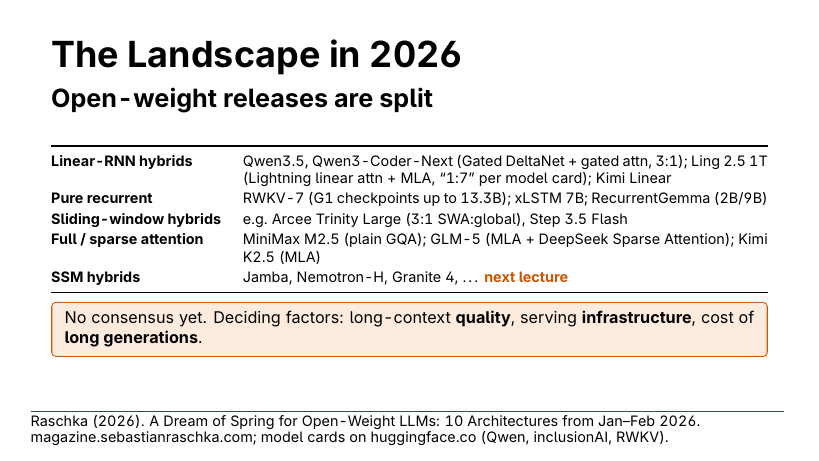 The Landscape in 2026
Open-weight releases are split
Linear-RNN hybrids Qwen3.5, Qwen3-Coder-Next (Gated DeltaNet + gated attn, 3:1); Ling 2.5 1T
(Lightning linear attn + MLA, “1:7” per model card); Kimi Linear
Pure recurrent RWKV-7 (G1 checkpoints up to 13.3B); xLSTM 7B; RecurrentGemma (2B/9B)
Sliding-window hybrids e.g. Arcee Trinity Large (3:1 SWA:global), Step 3.5 Flash
Full / sparse attention MiniMax M2.5 (plain GQA); GLM-5 (MLA + DeepSeek Sparse Attention); Kimi
K2.5 (MLA)
SSM hybrids Jamba, Nemotron-H, Granite 4, ... next lecture
No consensus yet. Deciding factors: long-context quality, serving infrastructure, cost of
long generations.
Raschka (2026). A Dream of Spring for Open-Weight LLMs: 10 Architectures from Jan–Feb 2026.
magazine.sebastianraschka.com; model cards on huggingface.co (Qwen, inclusionAI, RWKV).